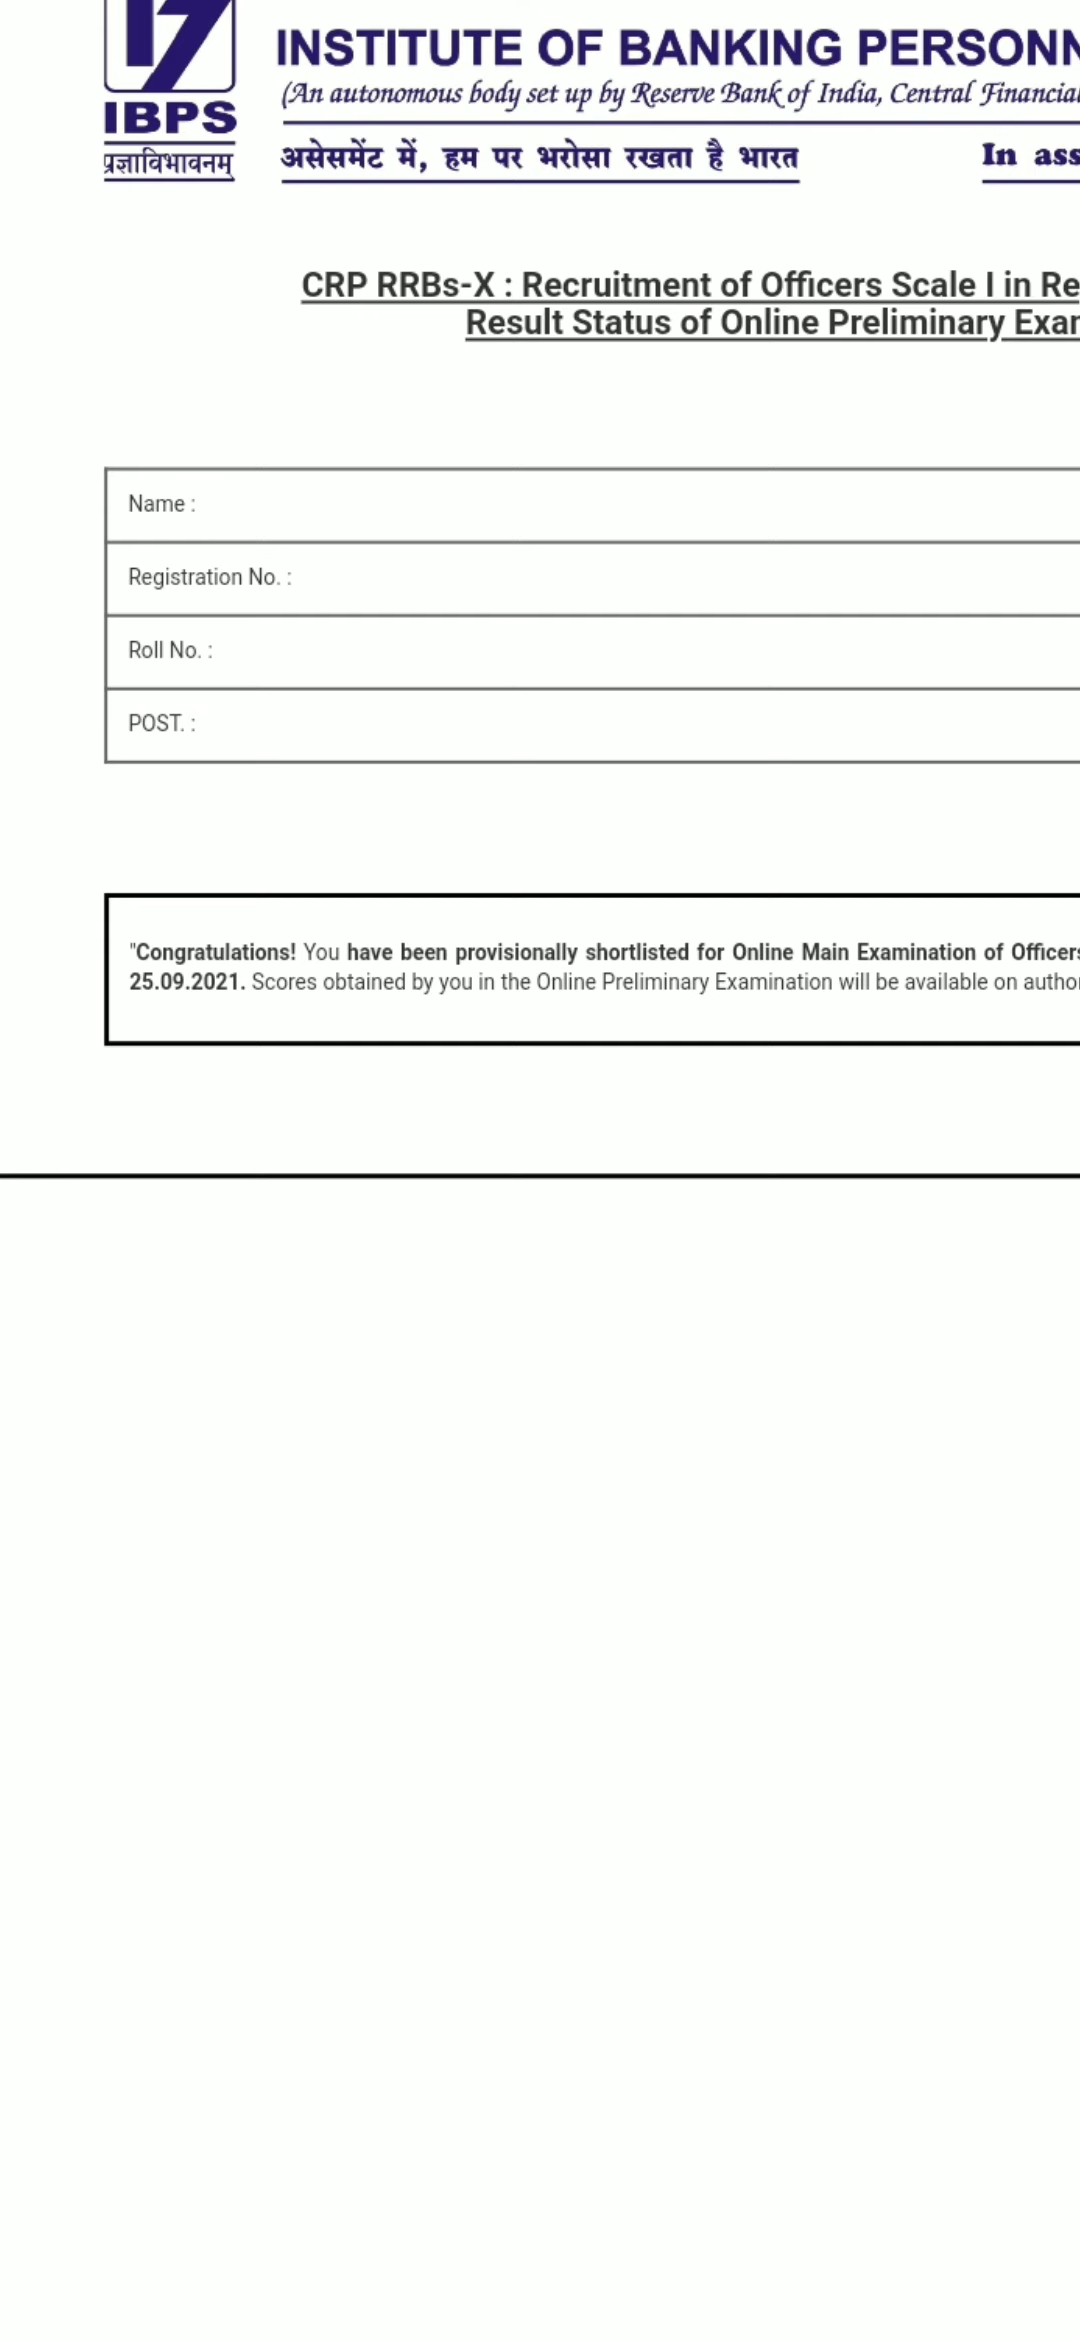 IBPS
प्रज्ञाविभावनम्
INSTITUTE OF BANKING PERSONN
(An autonomous body set up by Reserve Bank of India, Central Financial
असेसमेंट में, हम पर भरोसा रखता है भारत
In ass
CRP RRBs-X : Recruitment of Officers Scale I in Re
Result Status of Online Preliminary Exam
Name :
Registration No. :
Roll No. :
POST. :
"Congratulations! You have been provisionally shortlisted for Online Main Examination of Officers
25.09.2021. Scores obtained by you in the Online Preliminary Examination will be available on author